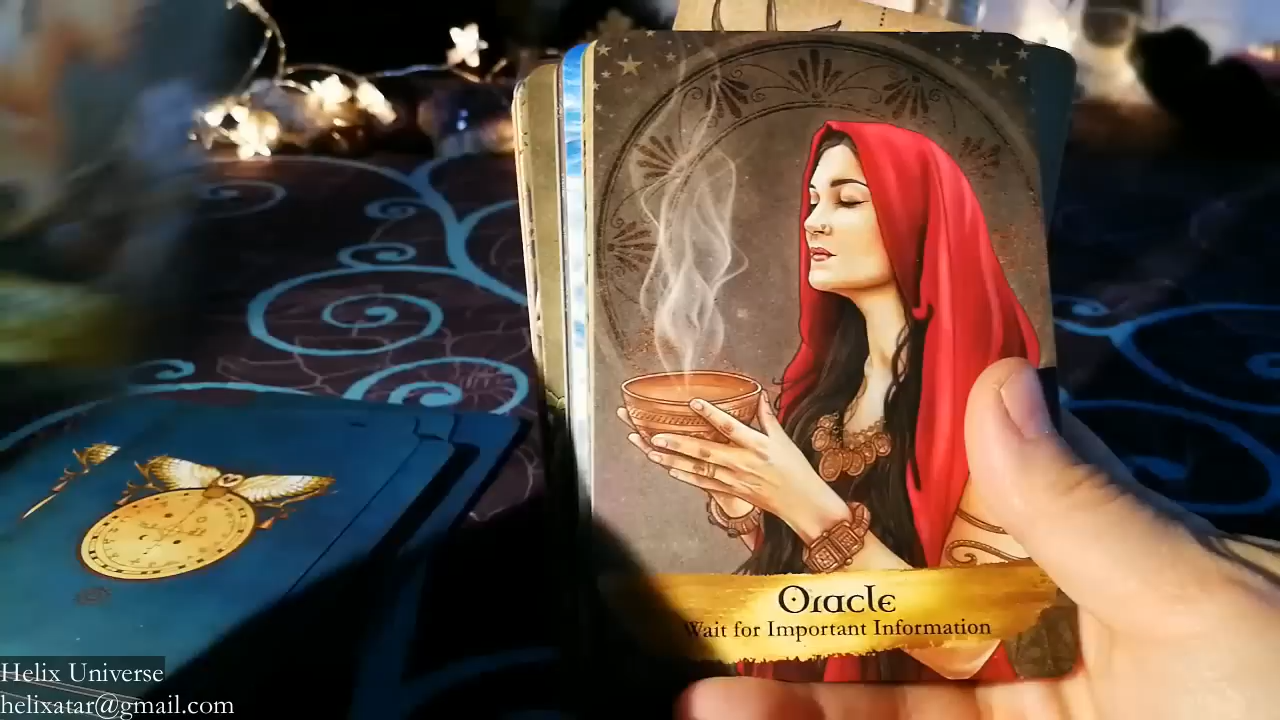 Oracle
Wait for Important Information
Helix Universe
helixatar@gmail.com